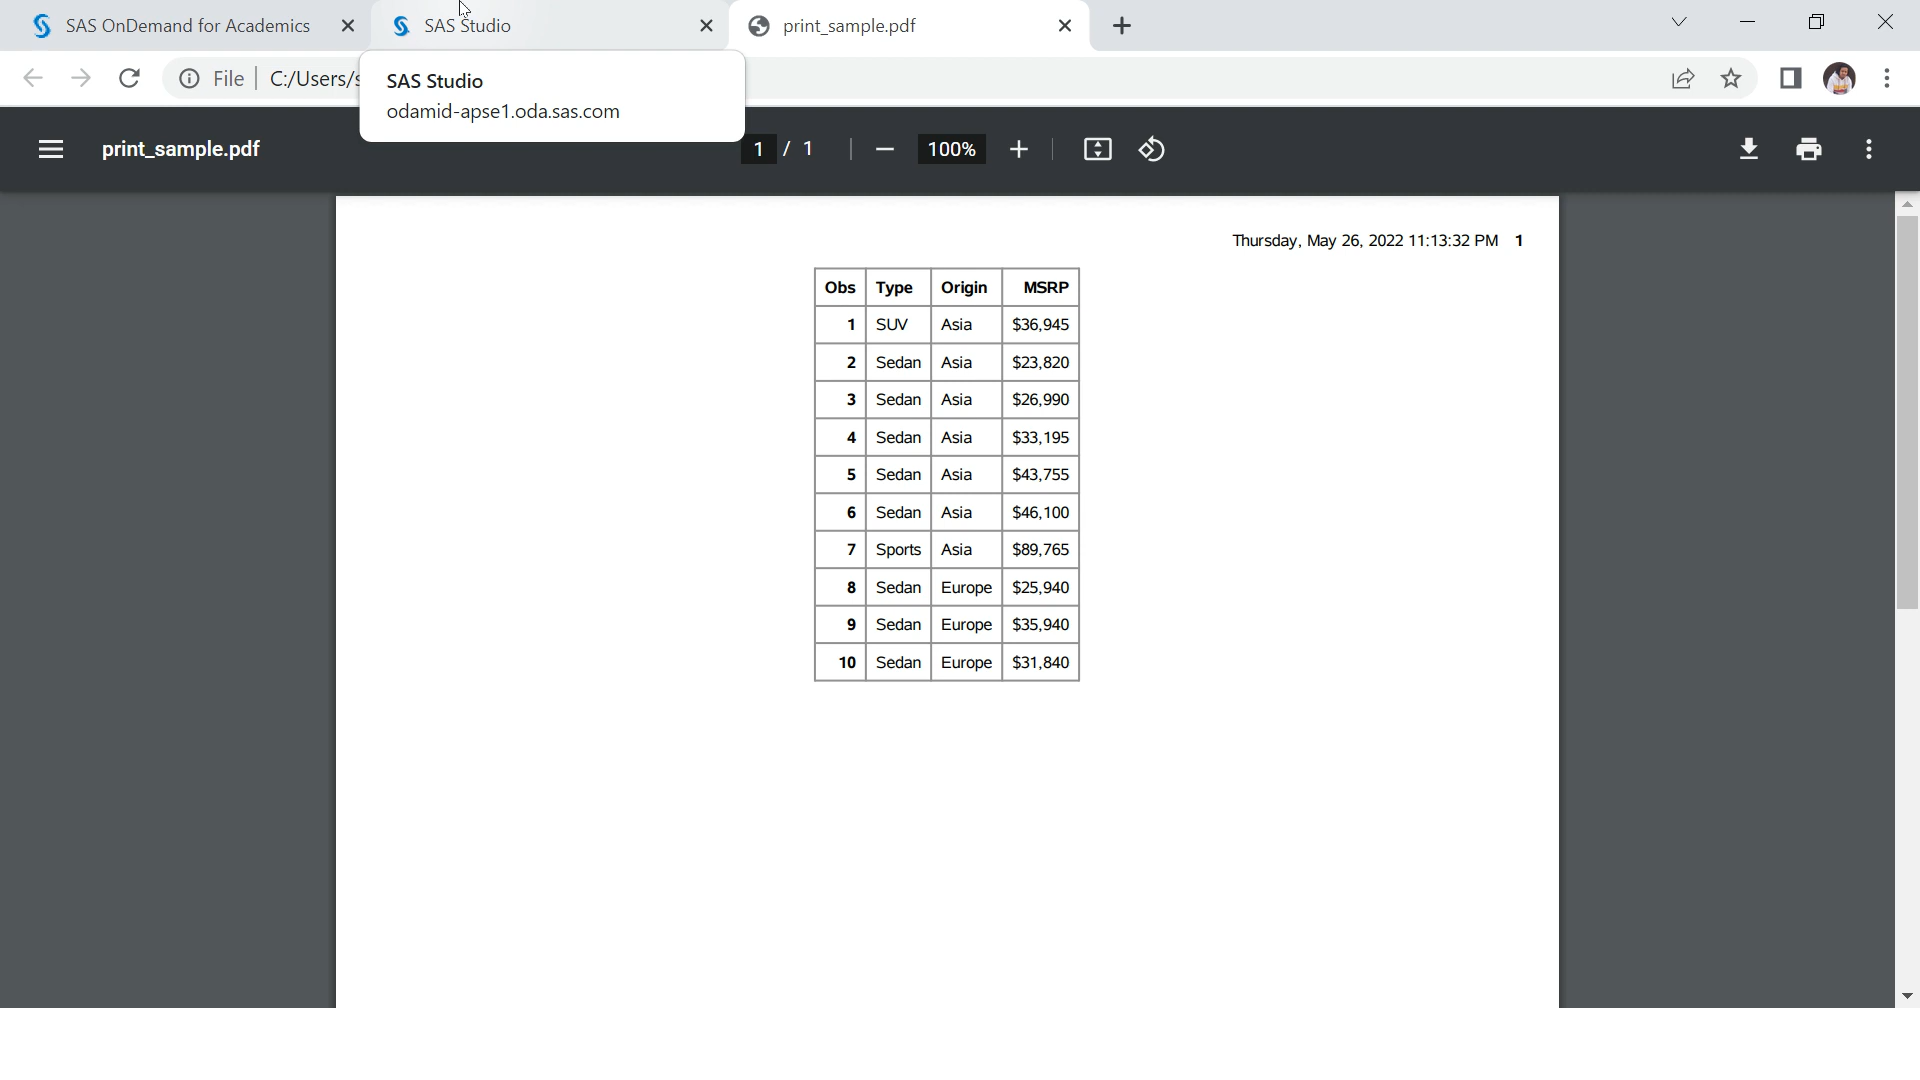 SAS OnDemand for Academics
SAS Studio
print_sample.pdf
File
C:/Users/s
SAS Studio
odamid-apse1.oda.sas.com
print_sample.pdf
1 / 1
100%
Thursday, May 26, 2022 11:13:32 PM 1
Obs Type Origin MSRP
1 SUV Asia $36,945
2 Sedan Asia $23,820
3 Sedan Asia $26,990
4 Sedan Asia $33,195
5 Sedan Asia $43,755
6 Sedan Asia $46,100
7 Sports Asia $89,765
8 Sedan Europe $25,940
9 Sedan Europe $35,940
10 Sedan Europe $31,840